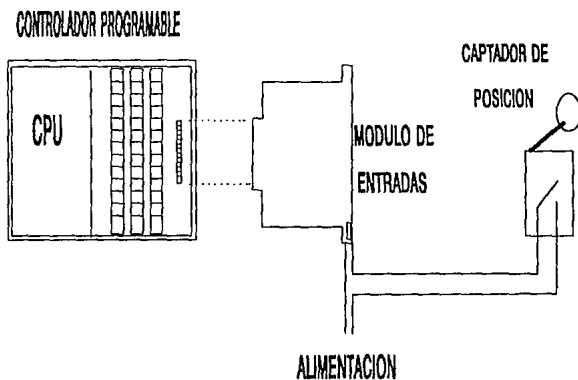 CONTROLADOR PROGRAMABLE
CPU
MODULO DE
ENTRADAS
CAPTADOR DE
POSICION
ALIMENTACION